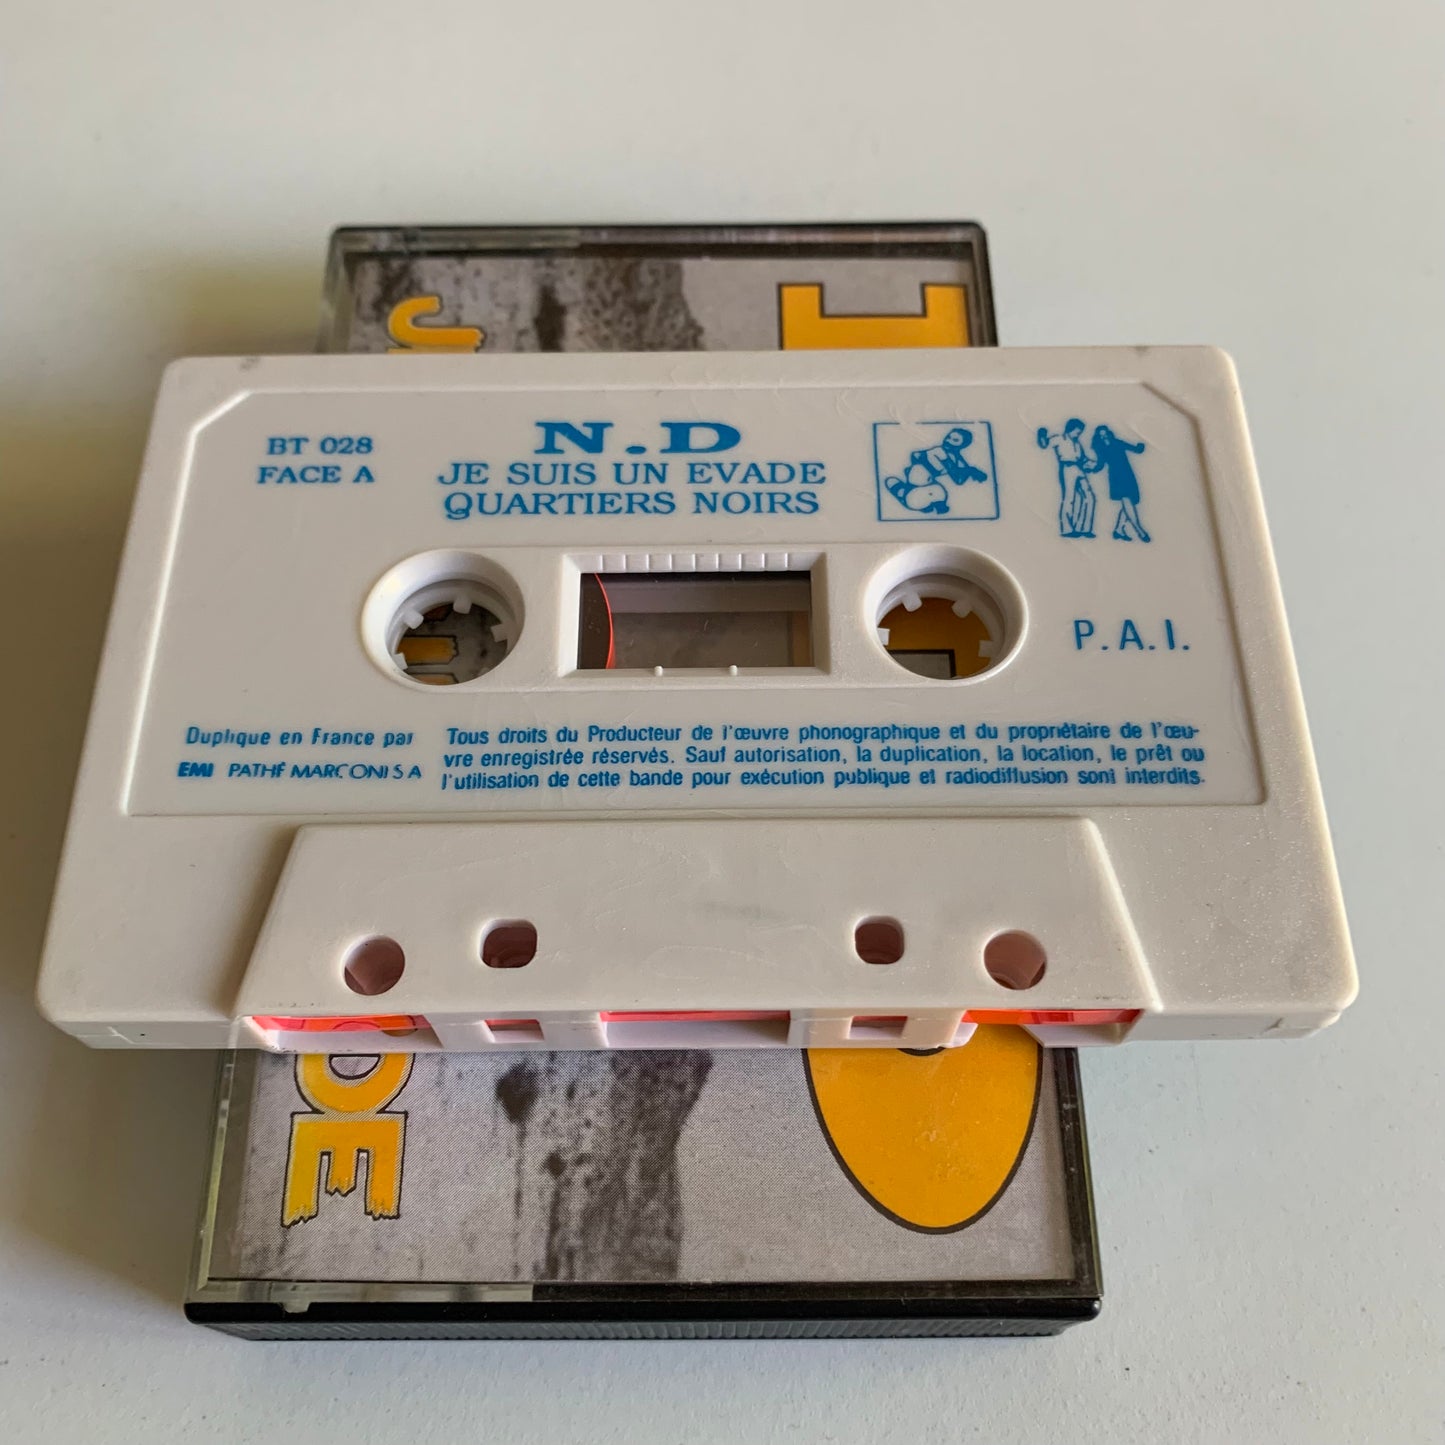 BT 028
FACE A
N.D
JE SUIS UN EVADE
QUARTIERS NOIRS
P.A.I.
Duplique en France par
EMI PATHÉ MARCONI S A
Tous droits du Producteur de l'œuvre phonographique et du propriétaire de l'œu-
vre enregistrée réservés. Sauf autorisation, la duplication, la location, le prêt ou
l'utilisation de cette bande pour exécution publique et radiodiffusion sont interdits.
DE